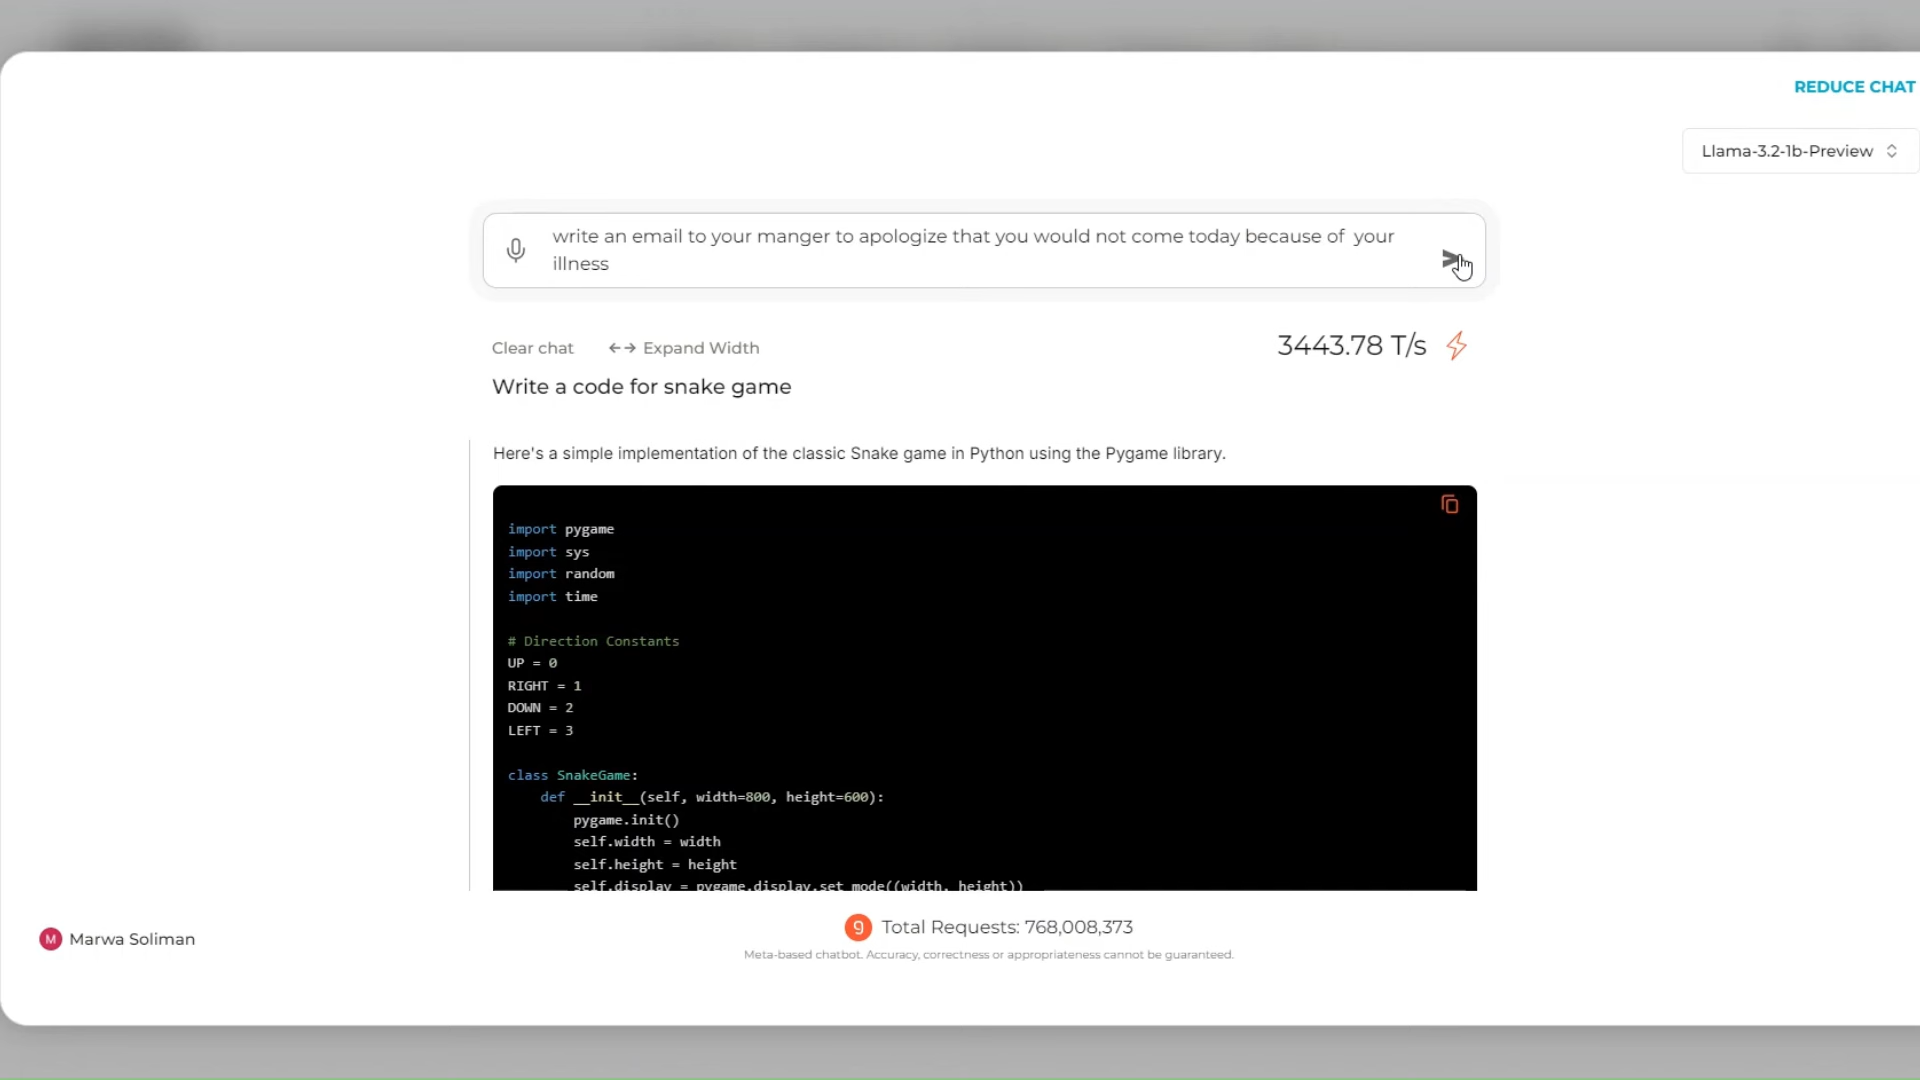 REDUCE CHAT
Llama-3.2-1b-Preview
write an email to your manger to apologize that you would not come today because of  your
illness
Clear chat
Expand Width
3443.78 T/s
Write a code for snake game
Here's a simple implementation of the classic Snake game in Python using the Pygame library.
import pygame
import sys
import random
import time
# Direction Constants
UP = 0
RIGHT = 1
DOWN = 2
LEFT = 3
class SnakeGame:
    def __init__(self, width=800, height=600):
        pygame.init()
        self.width = width
        self.height = height
        self.display = pygame.display.set_mode((width, height))
M Marwa Soliman
9 Total Requests: 768,008,373
Meta-based chatbot. Accuracy, correctness or appropriateness cannot be guaranteed.